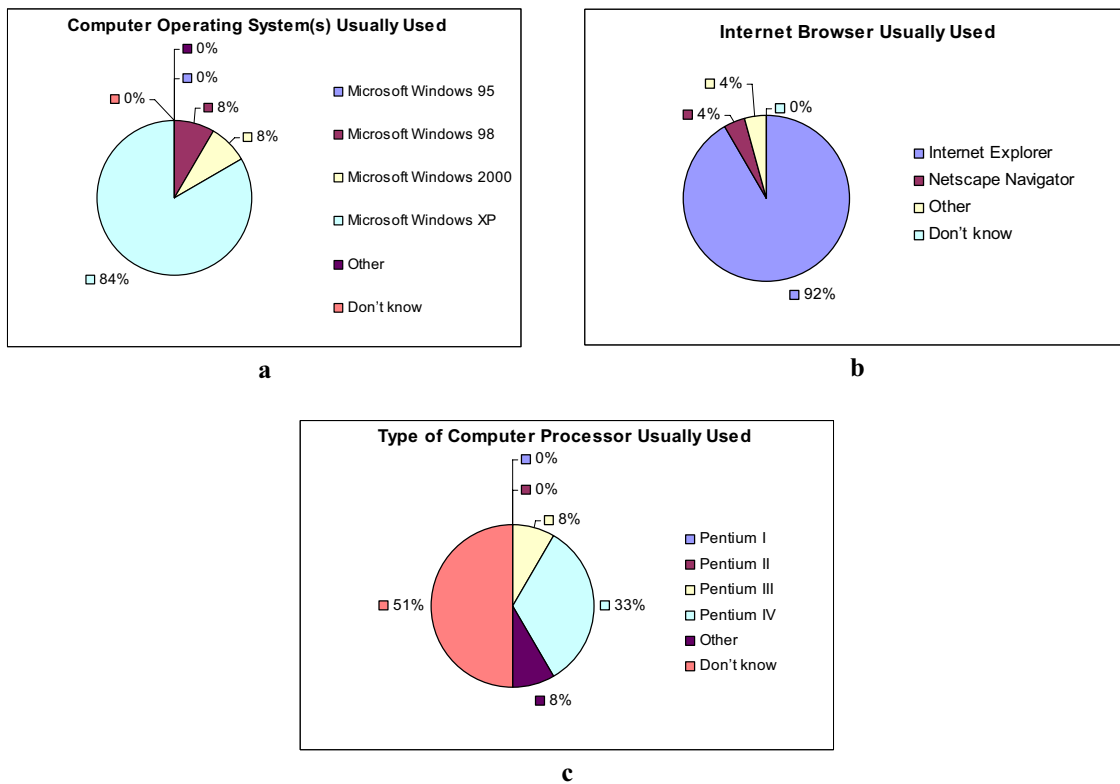 Computer Operating System(s) Usually Used
0%
0%
0%
8%
8%
84%
Microsoft Windows 95
Microsoft Windows 98
Microsoft Windows 2000
Microsoft Windows XP
Other
Don't know
a
Internet Browser Usually Used
4%
4%
0%
92%
Internet Explorer
Netscape Navigator
Other
Don't know
b
Type of Computer Processor Usually Used
0%
0%
8%
51%
33%
8%
Pentium I
Pentium II
Pentium III
Pentium IV
Other
Don't know
c